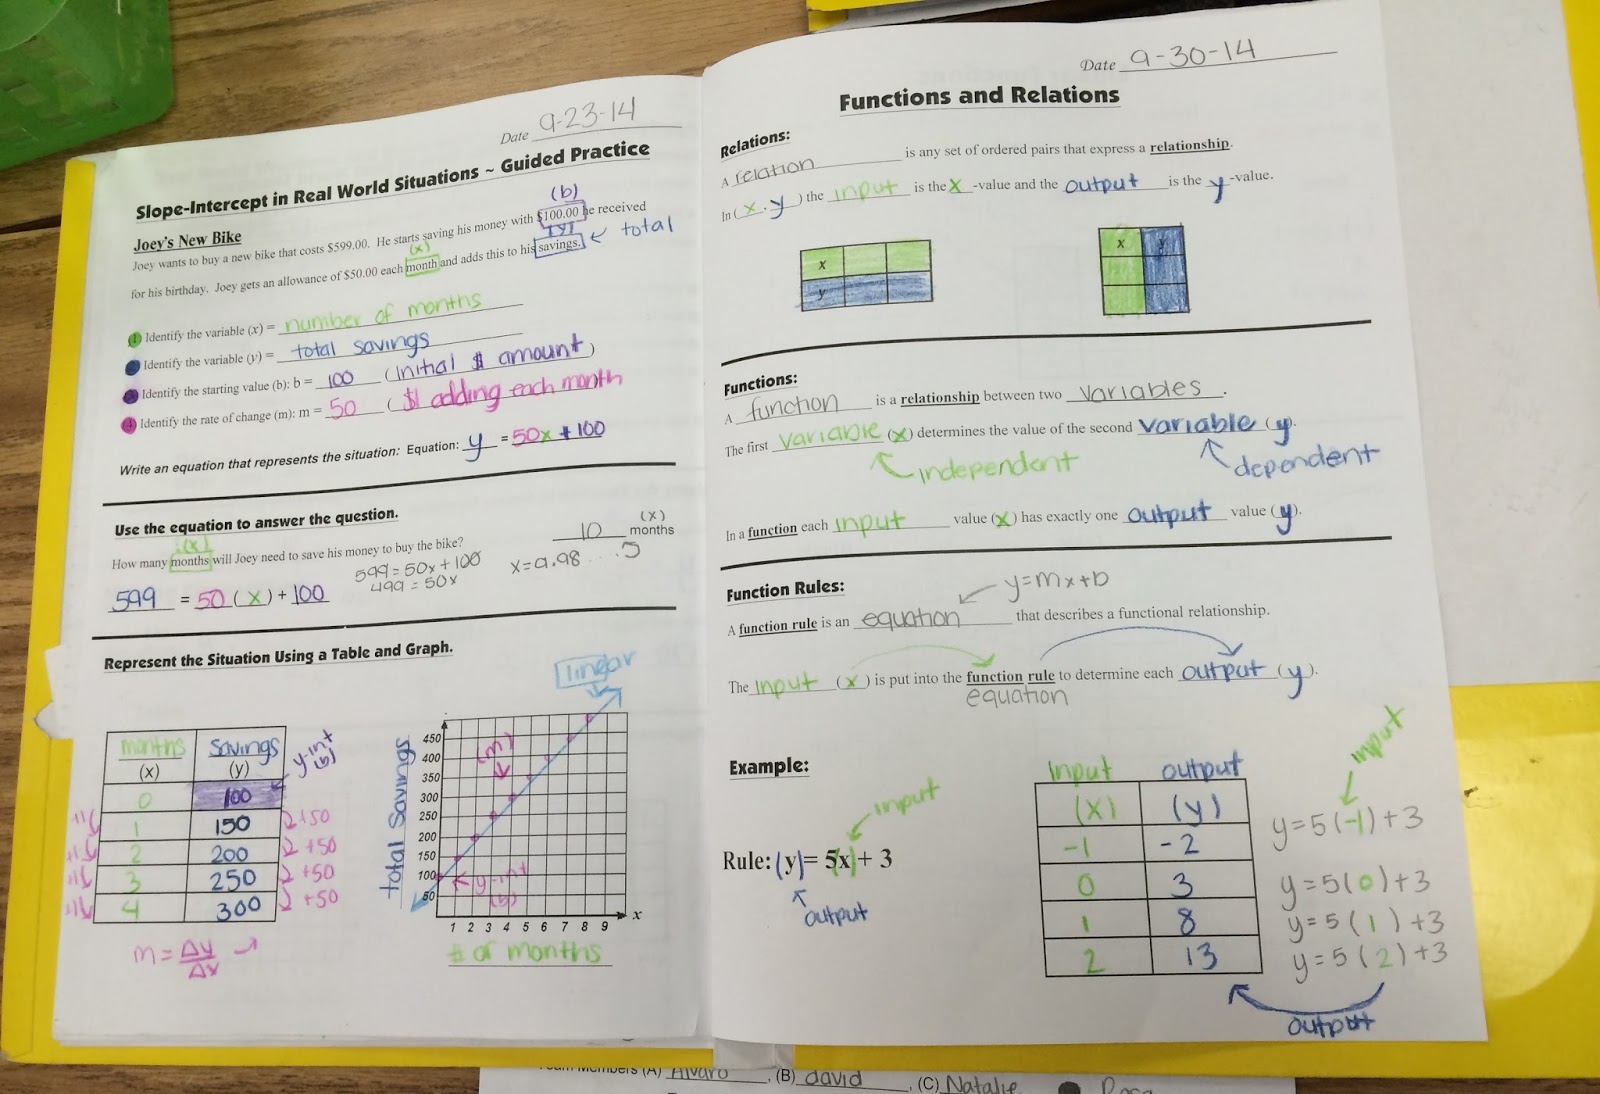 Date 9-23-14
Slope-Intercept in Real World Situations ~ Guided Practice
Joey's New Bike
(b)
Joey wants to buy a new bike that costs $599.00. He starts saving his money with $100.00 he received
(x) (y)
for his birthday. Joey gets an allowance of $50.00 each month and adds this to his savings. ← total
1 Identify the variable (x) = number of months
Identify the variable (y) = total savings
Identify the starting value (b): b = 100 (initial $ amount)
4 Identify the rate of change (m): m = 50 ($ adding each month
Write an equation that represents the situation: Equation: y = 50x + 100
Use the equation to answer the question.
(x)
How many months will Joey need to save his money to buy the bike?
10 (x) months
599 = 50 (x) + 100
599 = 50x + 100
499 = 50x
x = 9.98
Represent the Situation Using a Table and Graph.
months savings
(x) (y)
y-int (b)
0 100
1 150
2 200
3 250
4 300
+1 +50
+1 +50
+1 +50
+1 +50
m = Δy
Δx
linear
total savings
450
400
350
300
250
200
150
100
50
(m)
y-int
(b)
1 2 3 4 5 6 7 8 9 x
# of months
Date 9-30-14
Functions and Relations
Relations:
A relation is any set of ordered pairs that express a relationship.
In (x, y) the input is the x -value and the output is the y -value.
x
y
x y
Functions:
A function is a relationship between two variables.
The first variable (x) determines the value of the second variable (y).
independent dependent
In a function each input value (x) has exactly one output value (y).
Function Rules:
y=mx+b
A function rule is an equation that describes a functional relationship.
The input (x) is put into the function rule to determine each output (y).
equation
Example:
input
Rule: (y) = 5(x) + 3
output
input output
(x) (y)
-1 -2
0 3
1 8
2 13
input
y=5(-1)+3
y=5(0)+3
y=5(1)+3
y=5(2)+3
output
Members (A) Alvaro , (B) david , (C) Natalie